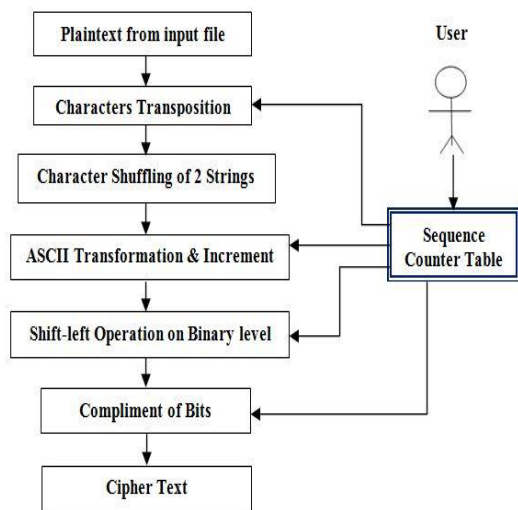 Plaintext from input file
User
Characters Transposition
Character Shuffling of 2 Strings
Sequence
Counter Table
ASCII Transformation & Increment
Shift-left Operation on Binary level
Compliment of Bits
Cipher Text